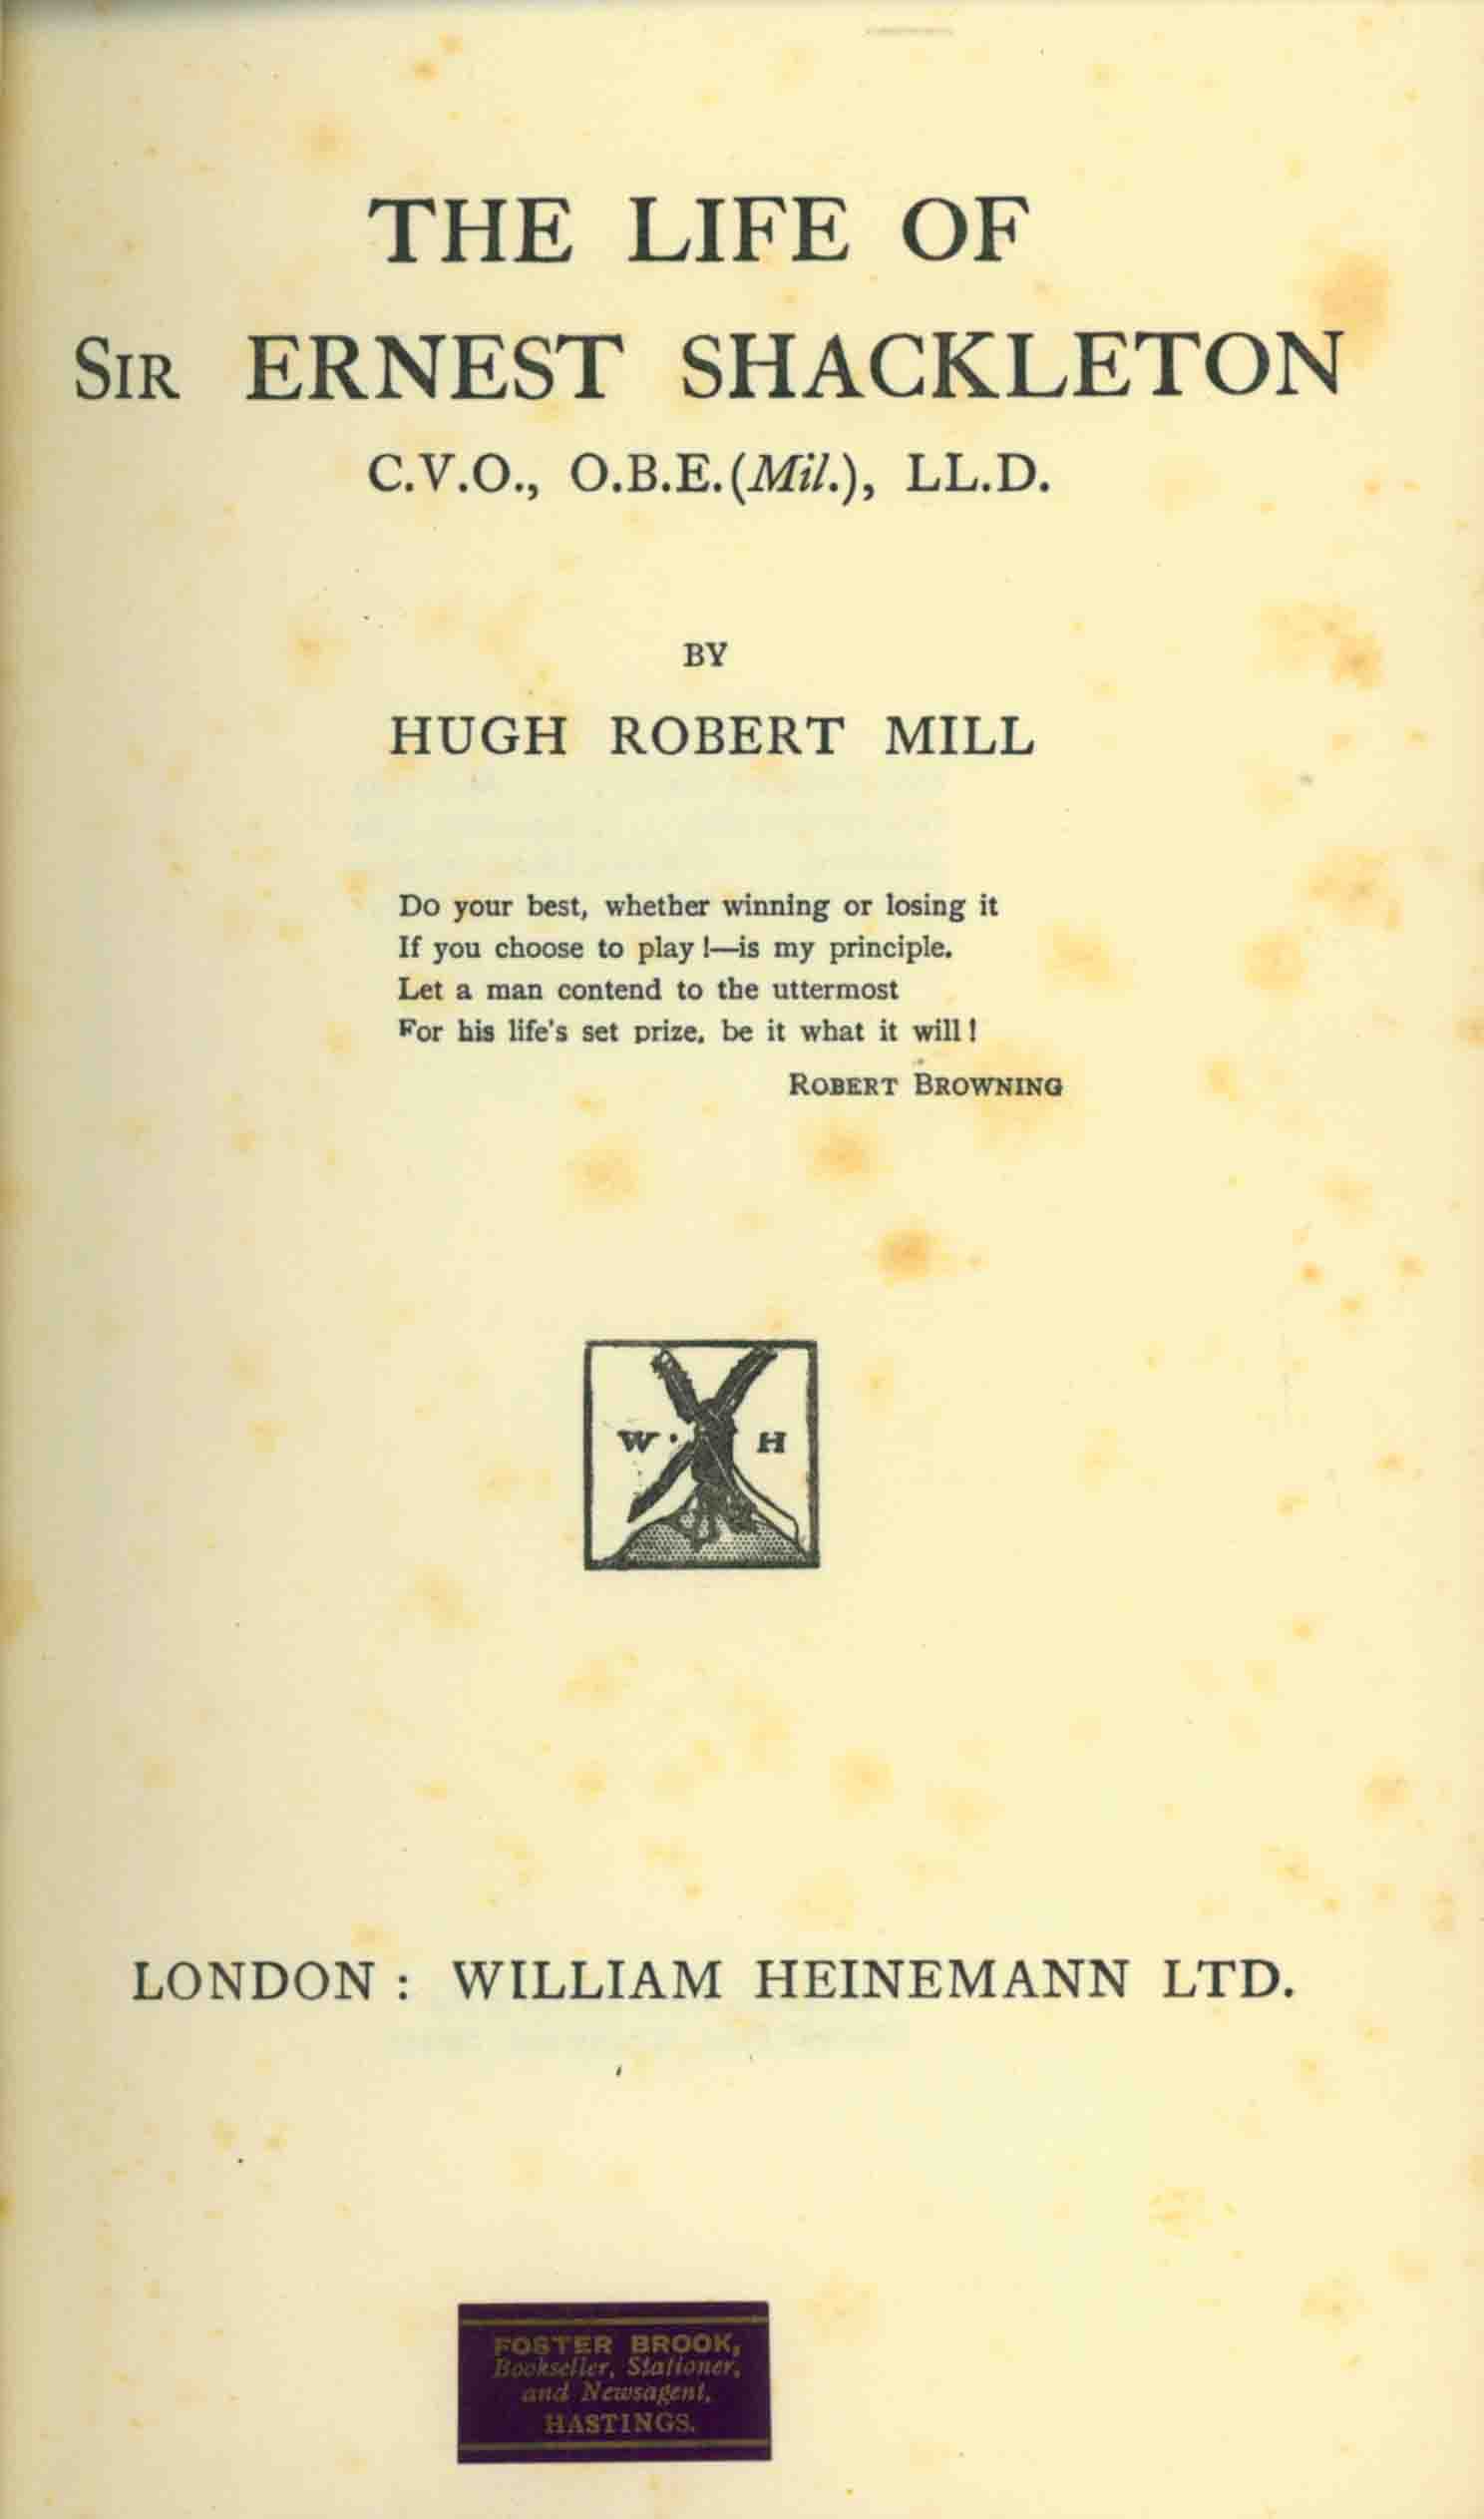 THE LIFE OF
SIR ERNEST SHACKLETON
C.V.O., O.B.E.(Mil.), LL.D.
BY
HUGH ROBERT MILL
Do your best, whether winning or losing it
If you choose to play!—is my principle.
Let a man contend to the uttermost
For his life's set prize, be it what it will!
ROBERT BROWNING
W · H
LONDON : WILLIAM HEINEMANN LTD.
FOSTER BROOK,
Bookseller, Stationer,
and Newsagent,
HASTINGS.